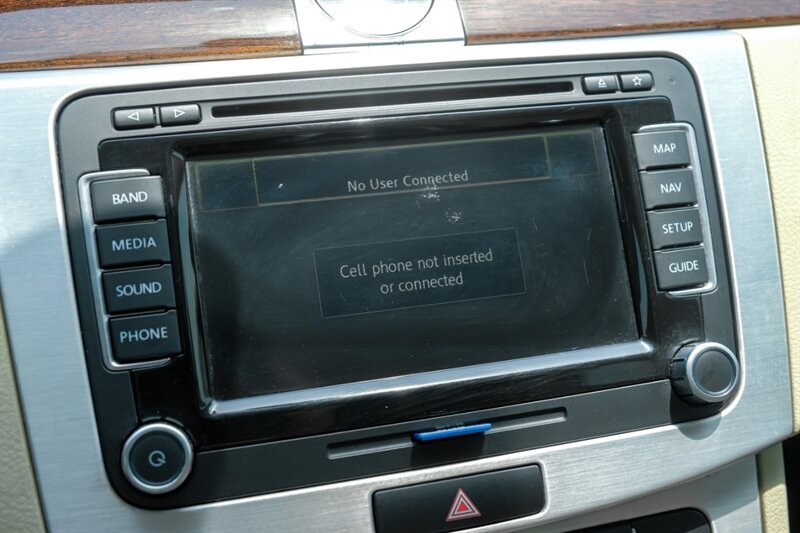 No User Connected
Cell phone not inserted
or connected
BAND
MEDIA
SOUND
PHONE
MAP
NAV
SETUP
GUIDE